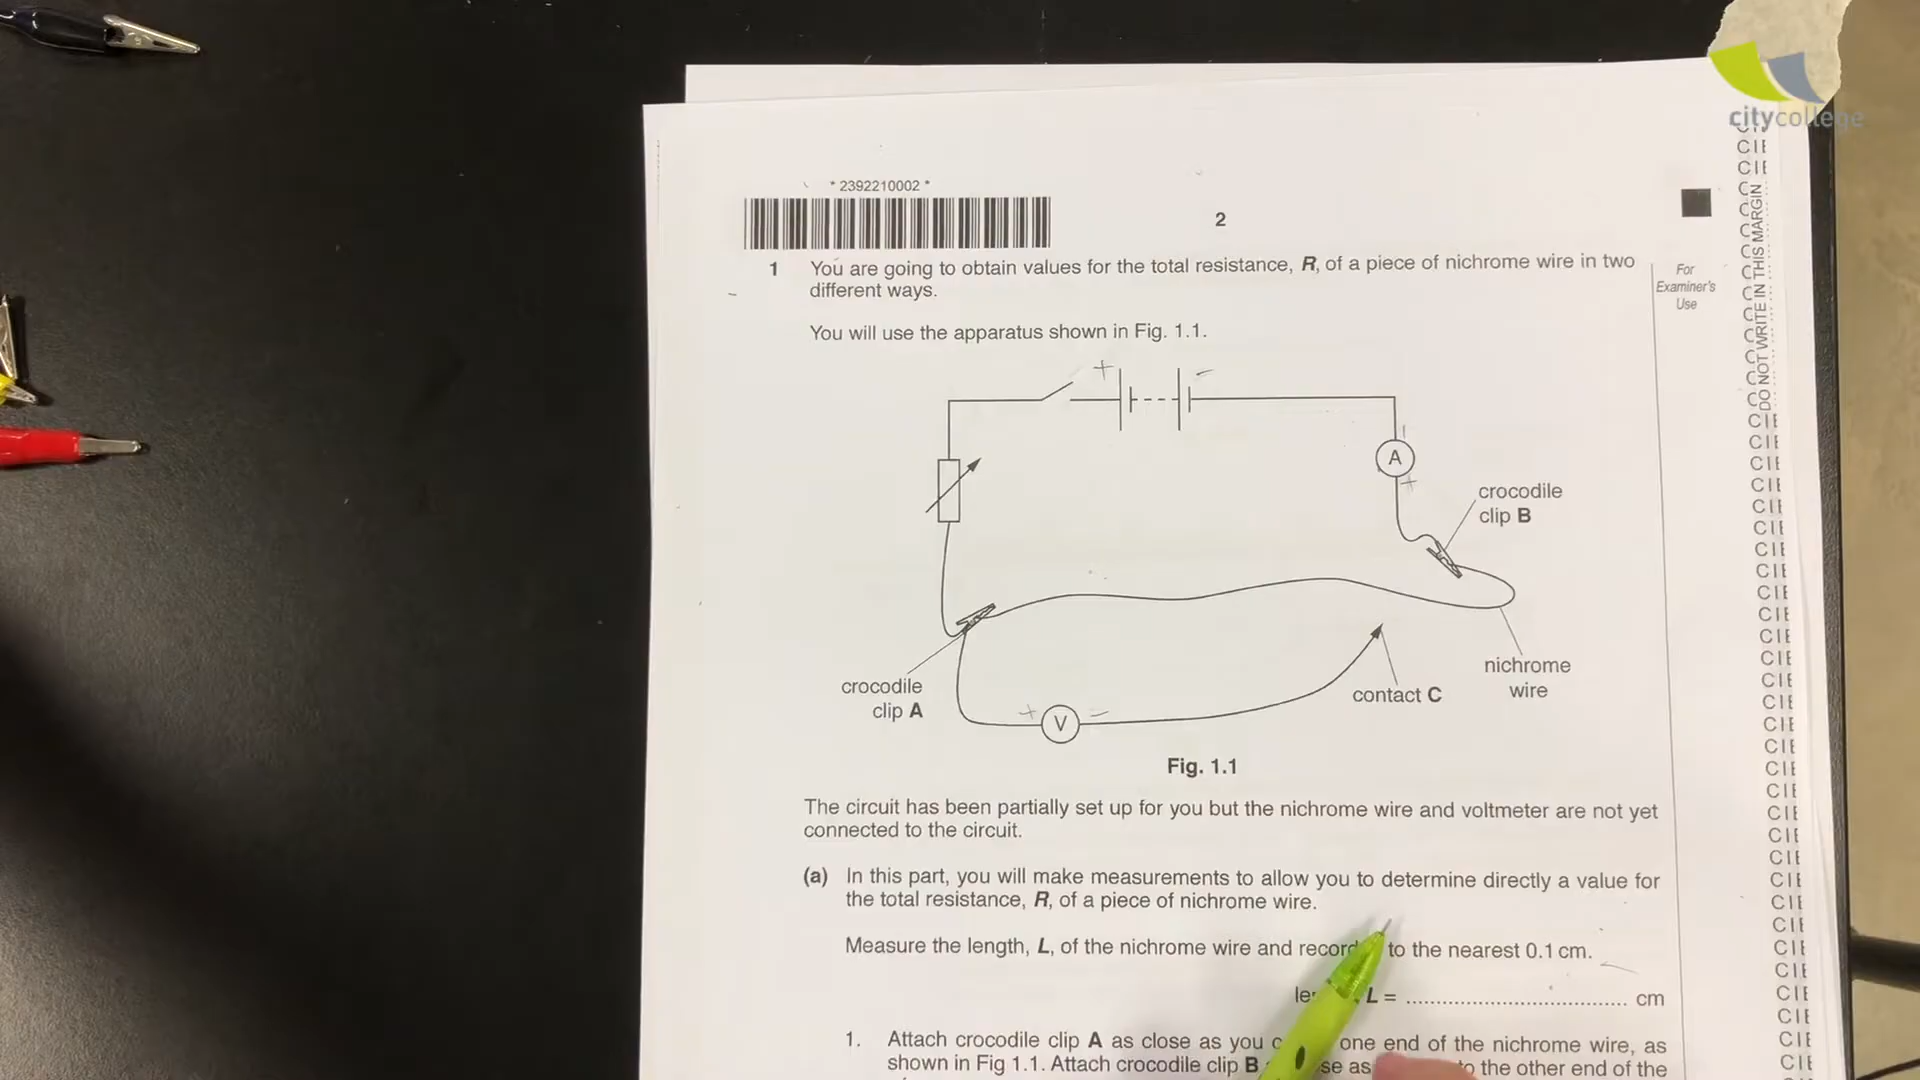 citycollege
* 2392210002 *
2
1 You are going to obtain values for the total resistance, R, of a piece of nichrome wire in two
different ways.
For
Examiner's
Use
You will use the apparatus shown in Fig. 1.1.
+ −
A
+
crocodile
clip B
nichrome
wire
contact C
crocodile
clip A
+ V −
Fig. 1.1
The circuit has been partially set up for you but the nichrome wire and voltmeter are not yet
connected to the circuit.
(a) In this part, you will make measurements to allow you to determine directly a value for
the total resistance, R, of a piece of nichrome wire.
Measure the length, L, of the nichrome wire and record to the nearest 0.1 cm.
L = ........................................ cm
1. Attach crocodile clip A as close as you one end of the nichrome wire, as
shown in Fig 1.1. Attach crocodile clip B the other end of the
DO NOT WRITE IN THIS MARGIN